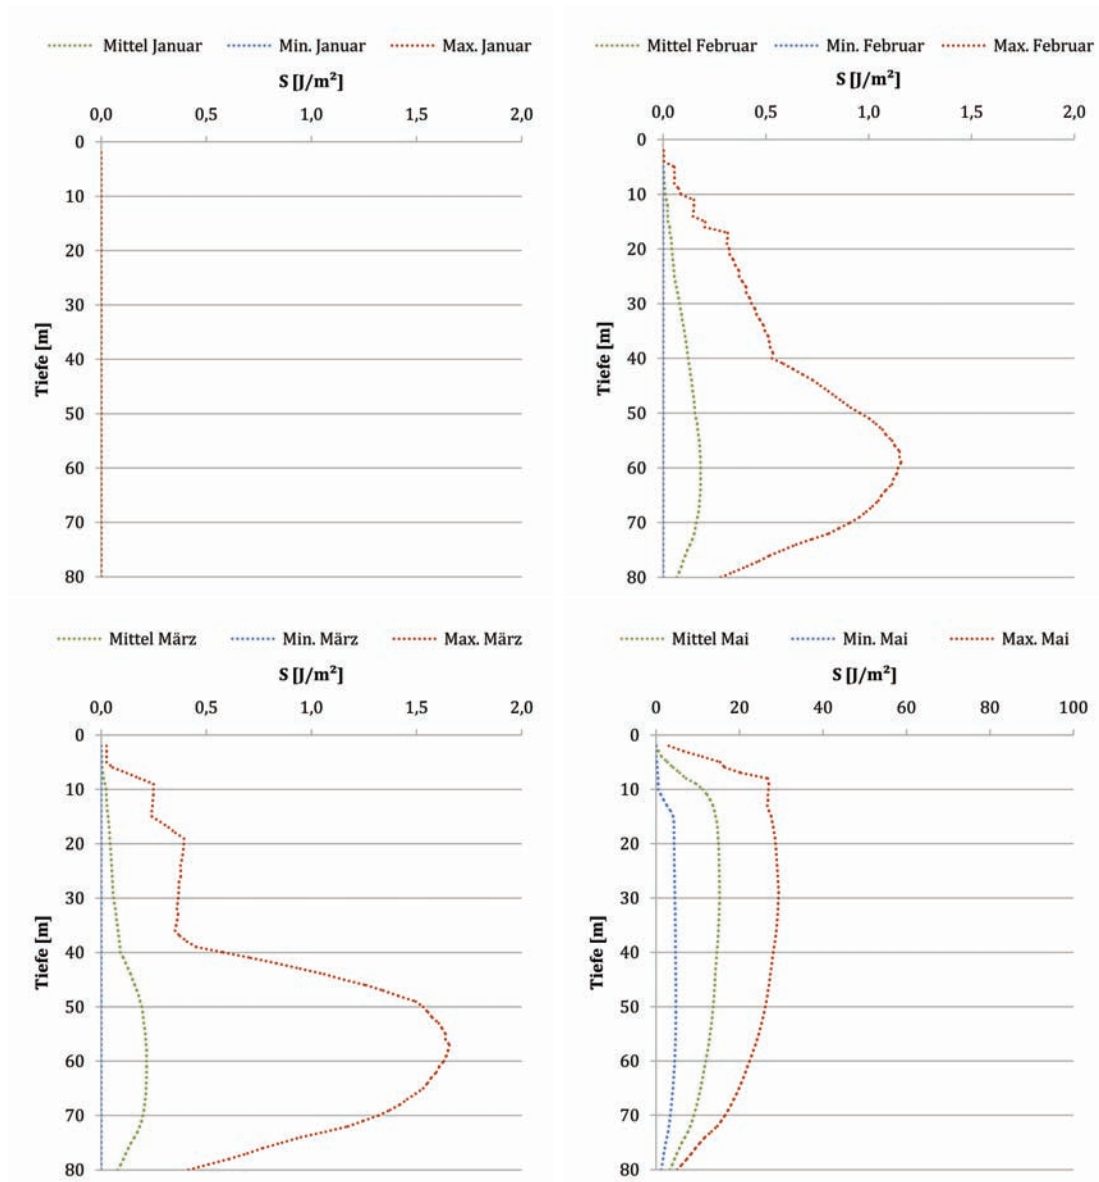 Mittel Januar Min. Januar Max. Januar
S [J/m²]
0,0 0,5 1,0 1,5 2,0
0
10
20
30
40
50
60
70
80
Tiefe [m]
Mittel Februar Min. Februar Max. Februar
S [J/m²]
0,0 0,5 1,0 1,5 2,0
0
10
20
30
40
50
60
70
80
Tiefe [m]
Mittel März Min. März Max. März
S [J/m²]
0,0 0,5 1,0 1,5 2,0
0
10
20
30
40
50
60
70
80
Tiefe [m]
Mittel Mai Min. Mai Max. Mai
S [J/m²]
0 20 40 60 80 100
0
10
20
30
40
50
60
70
80
Tiefe [m]